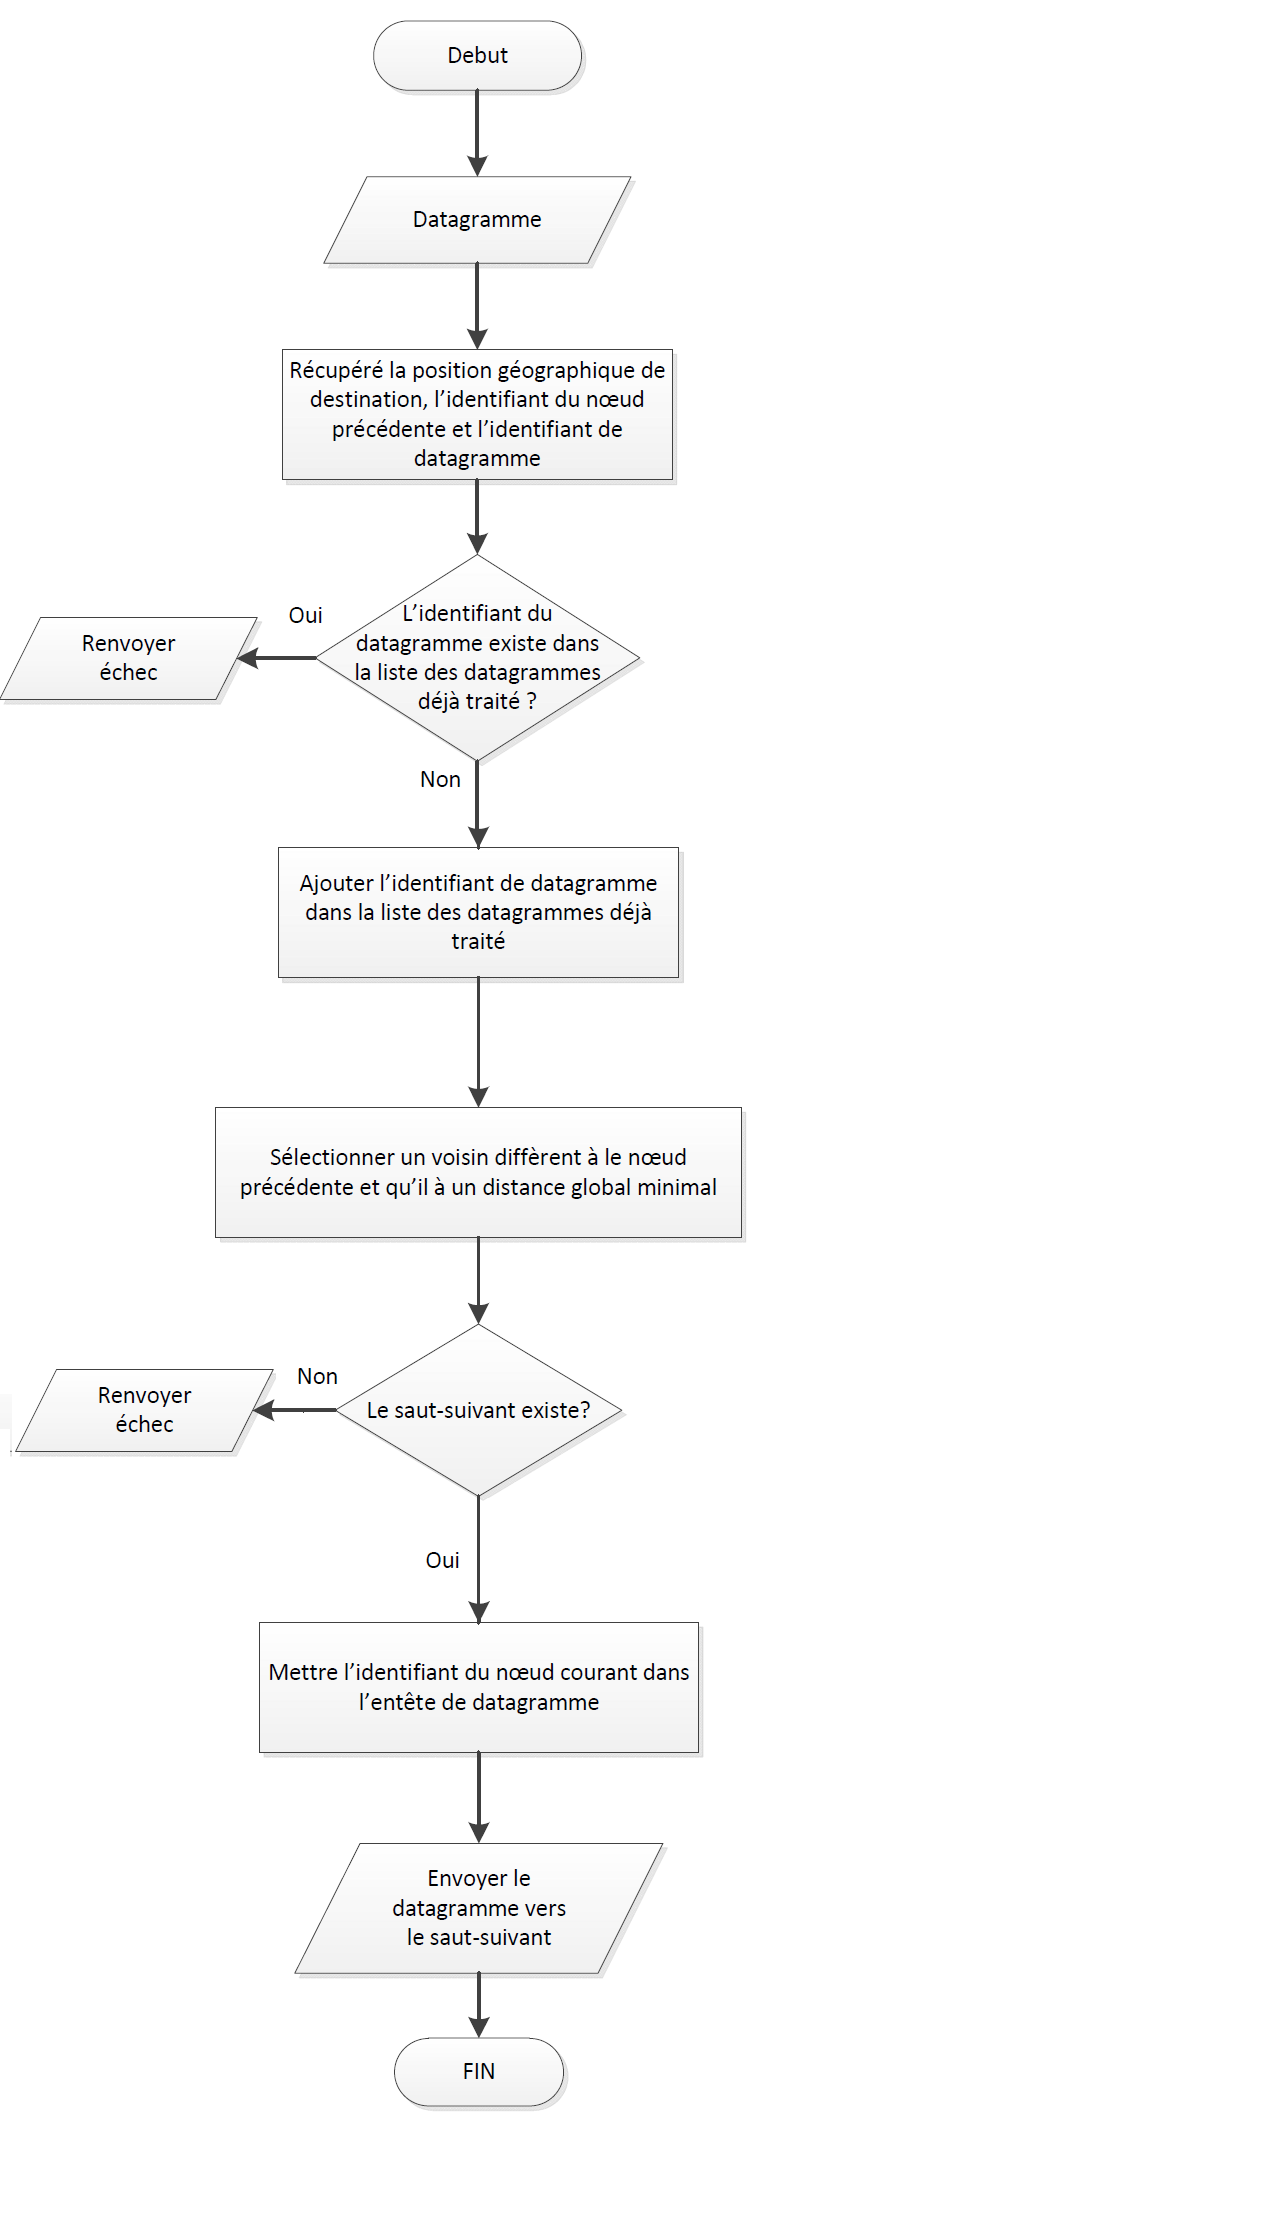 Debut
Datagramme
Récupéré la position géographique de
destination, l’identifiant du nœud
précédente et l’identifiant de
datagramme
Oui
L’identifiant du
datagramme existe dans
la liste des datagrammes
déjà traité ?
Renvoyer
échec
Non
Ajouter l’identifiant de datagramme
dans la liste des datagrammes déjà
traité
Sélectionner un voisin diffèrent à le nœud
précédente et qu’il à un distance global minimal
Non
Le saut-suivant existe?
Renvoyer
échec
Oui
Mettre l’identifiant du nœud courant dans
l’entête de datagramme
Envoyer le
datagramme vers
le saut-suivant
FIN